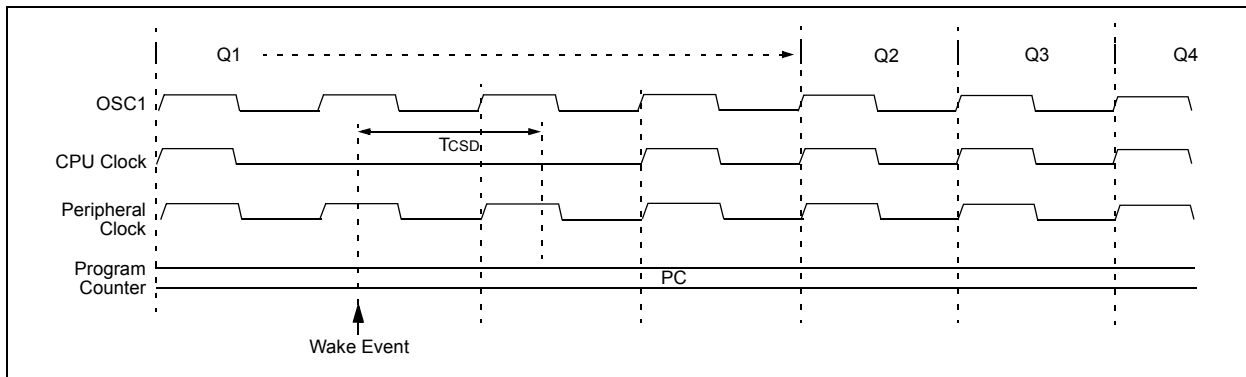 Q1
Q2
Q3
Q4
OSC1
TCSD
CPU Clock
Peripheral
Clock
Program
Counter
PC
Wake Event